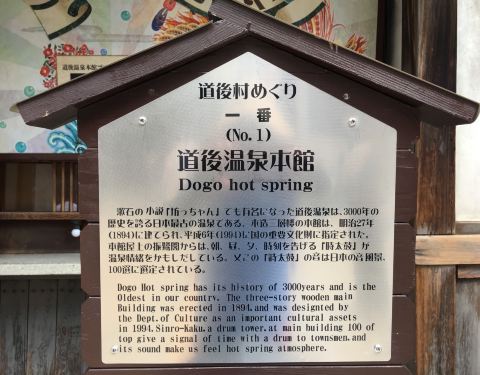 道後村めぐり
一番
(No.1)
道後温泉本館
Dogo hot spring
漱石の小説「坊っちゃん」でも有名になった道後温泉は、3000年の
歴史を誇る日本最古の温泉である。木造三層楼の本館は、明治27年
(1894)に建てられ、平成6年(1994)に国の重要文化財に指定された。
本館屋上の振鷺閣からは、朝、昼、夕、時刻を告げる「時太鼓」が
温泉情緒をかもしだしている。又この「時太鼓」の音は日本の音風景、
100選に選定されている。
Dogo Hot spring has its history of 3000years and is the
Oldest in our country. The three-story wooden main
Building was erected in 1894.and was designted by
the Dept.of Culture as an important cultural assets
in 1994.Sinro-Kaku.a drum tower.at main building 100 of
top give a signal of time with a drum to townsmen.and
its sound make us feel hot spring atmosphere.